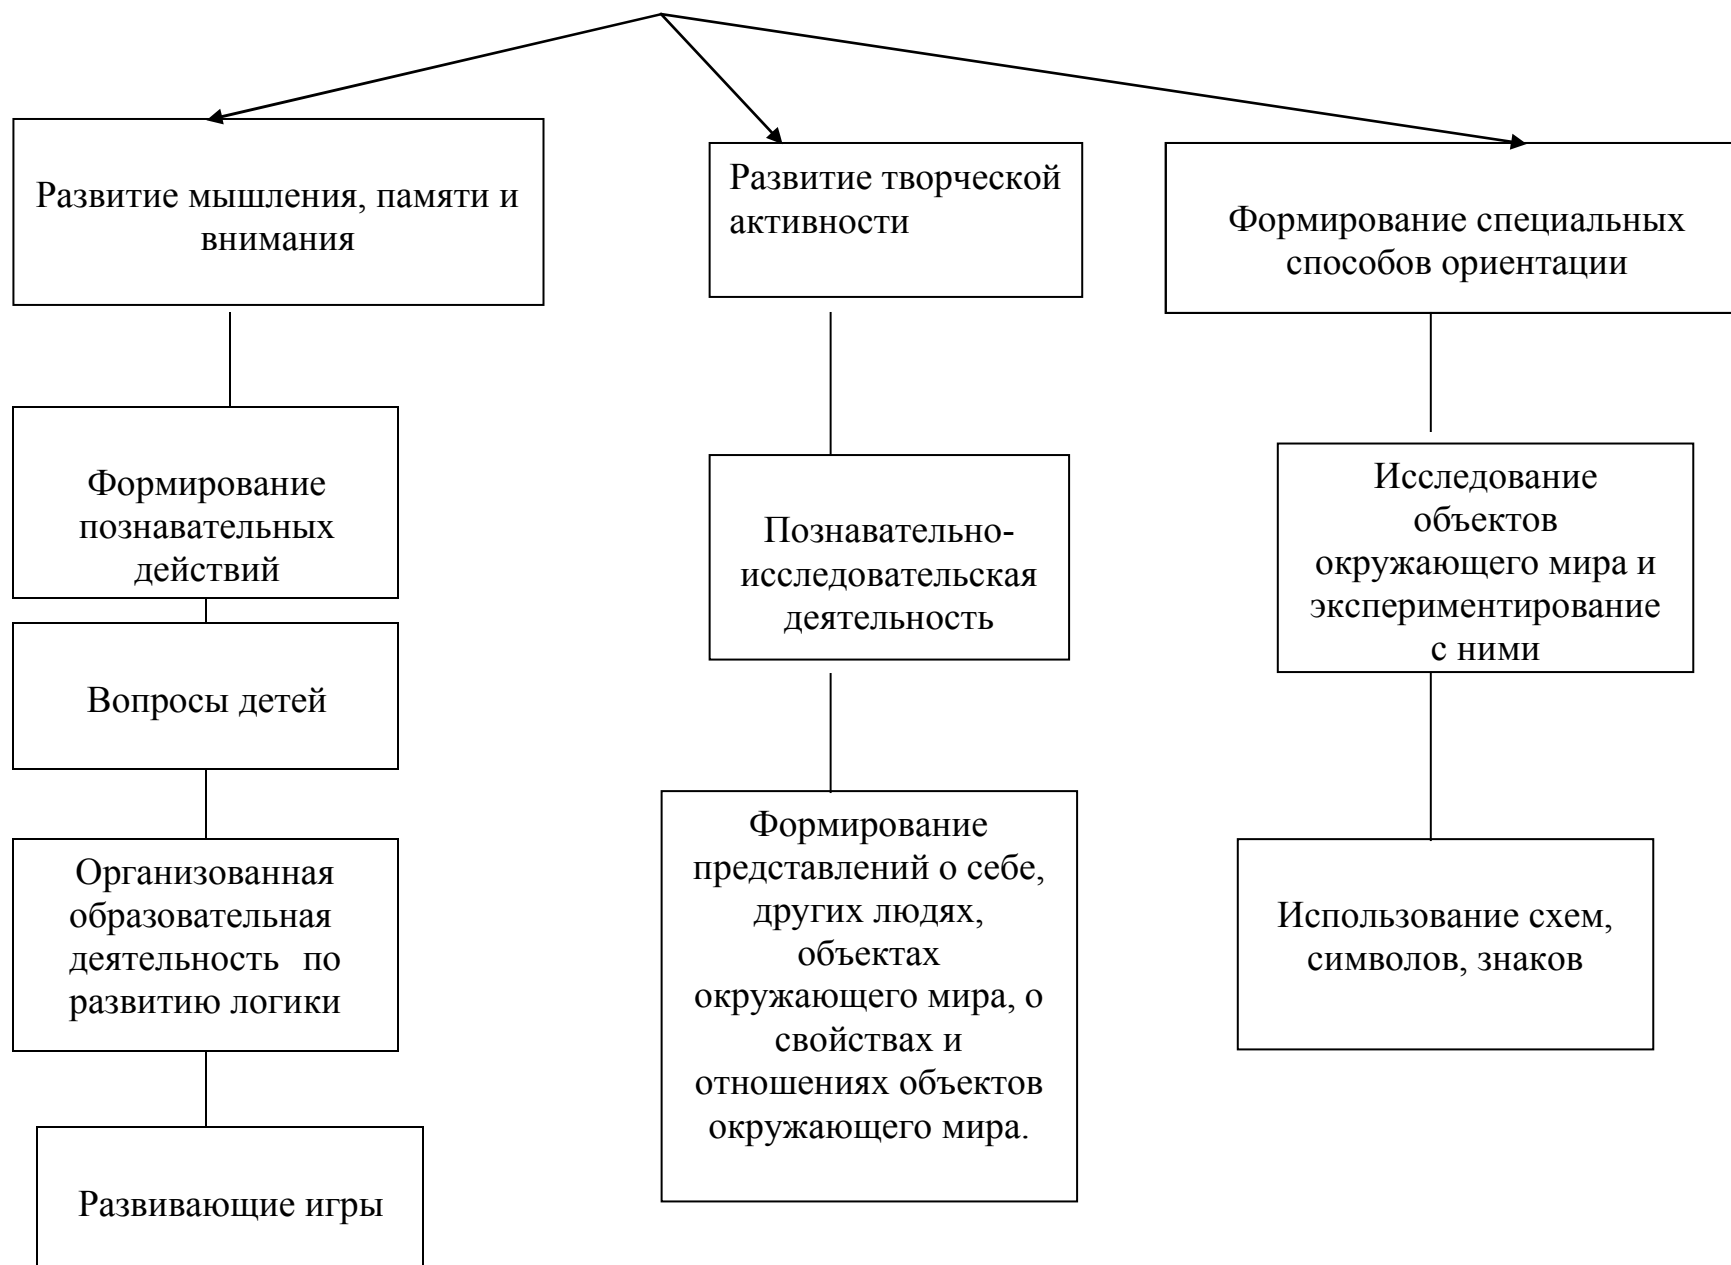 Развитие мышления, памяти и
внимания
Развитие творческой
активности
Формирование специальных
способов ориентации
Формирование
познавательных
действий
Познавательно-
исследовательская
деятельность
Исследование
объектов
окружающего мира и
экспериментирование
с ними
Вопросы детей
Организованная
образовательная
деятельность по
развитию логики
Формирование
представлений о себе,
других людях,
объектах
окружающего мира, о
свойствах и
отношениях объектов
окружающего мира.
Использование схем,
символов, знаков
Развивающие игры